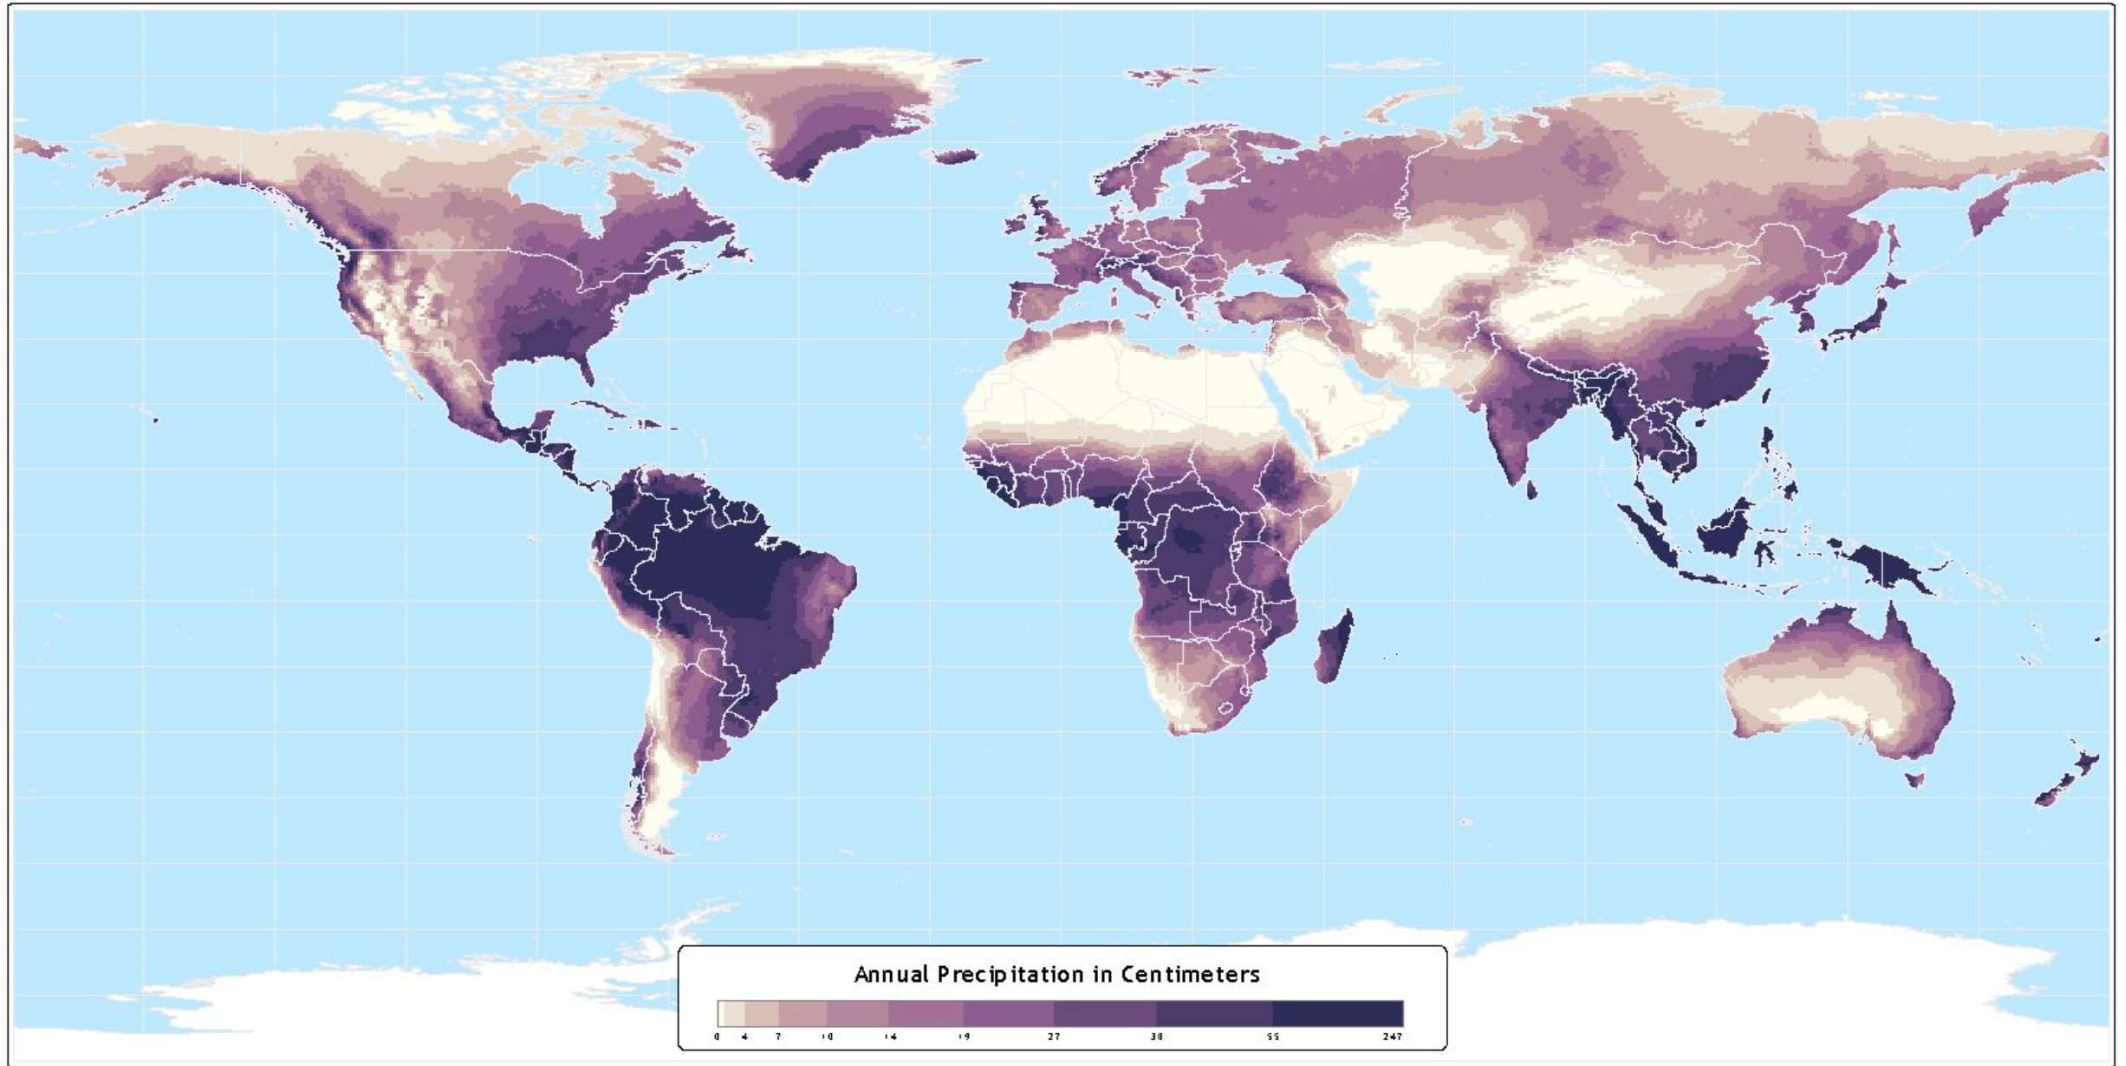 Annual Precipitation in Centimeters
0 4 7 10 14 19 27 38 55 247